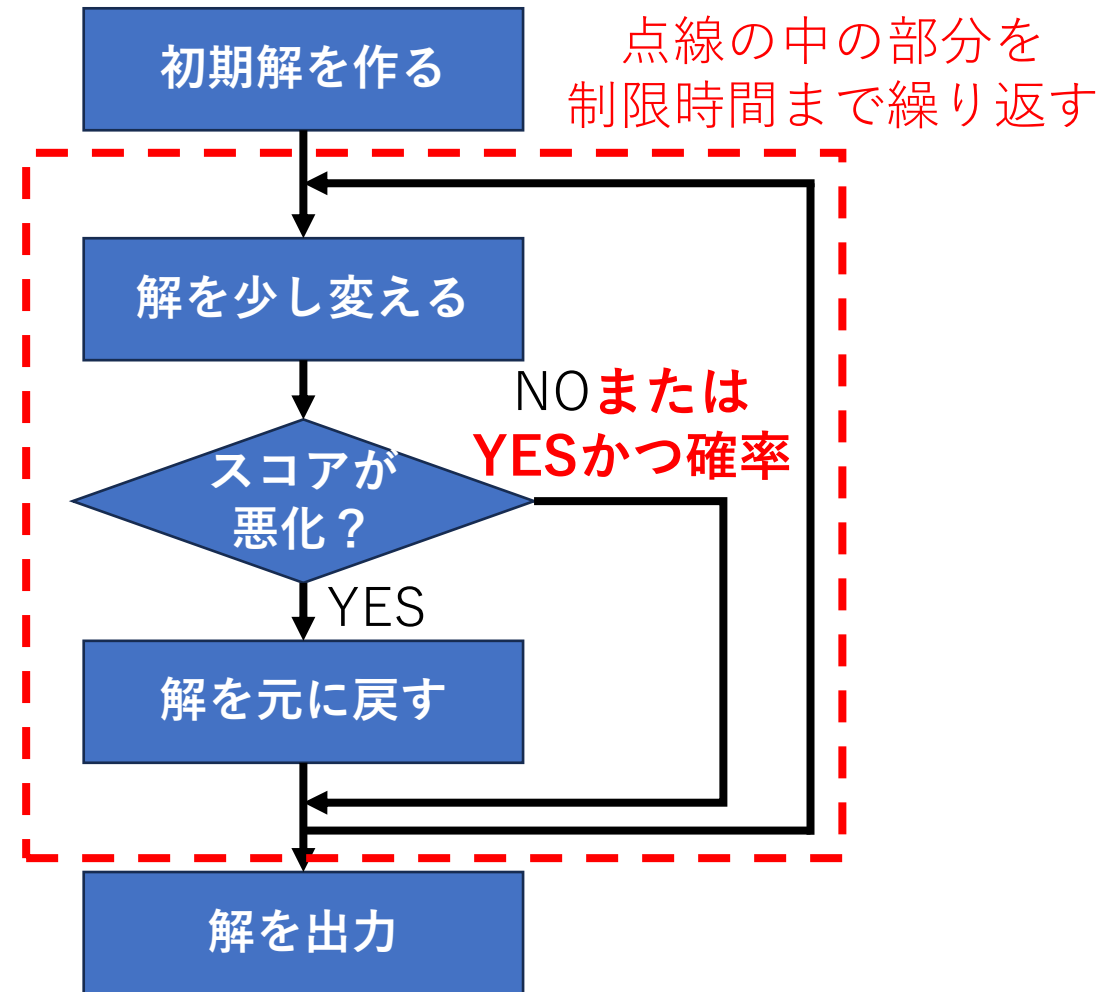 初期解を作る
点線の中の部分を
制限時間まで繰り返す
解を少し変える
NOまたは
YESかつ確率
スコアが
悪化？
YES
解を元に戻す
解を出力